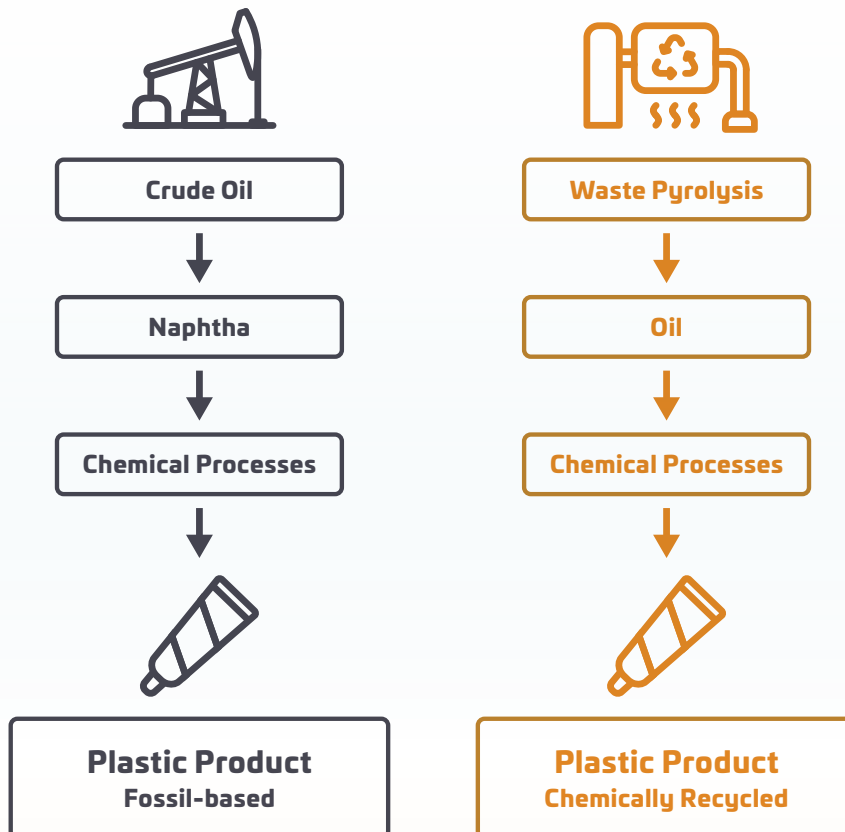 Crude Oil
Naphtha
Chemical Processes
Plastic Product
Fossil-based
Waste Pyrolysis
Oil
Chemical Processes
Plastic Product
Chemically Recycled